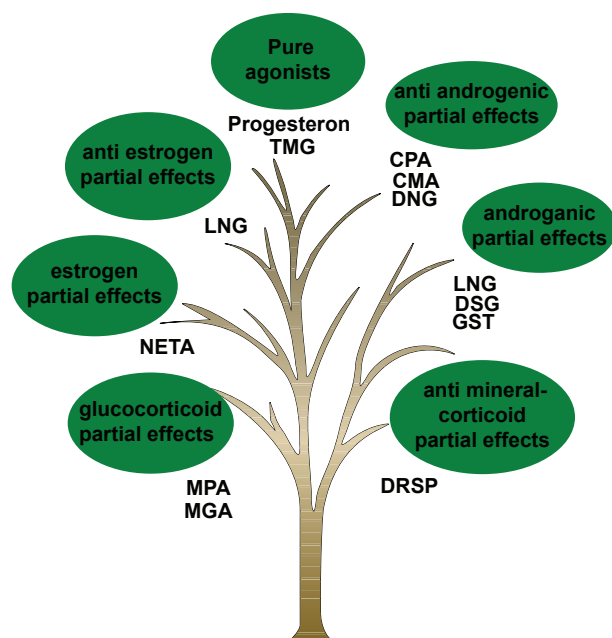 Pure
agonists
Progesteron
TMG
anti androgenic
partial effects
CPA
CMA
DNG
anti estrogen
partial effects
LNG
androganic
partial effects
LNG
DSG
GST
estrogen
partial effects
NETA
glucocorticoid
partial effects
MPA
MGA
anti mineral-
corticoid
partial effects
DRSP